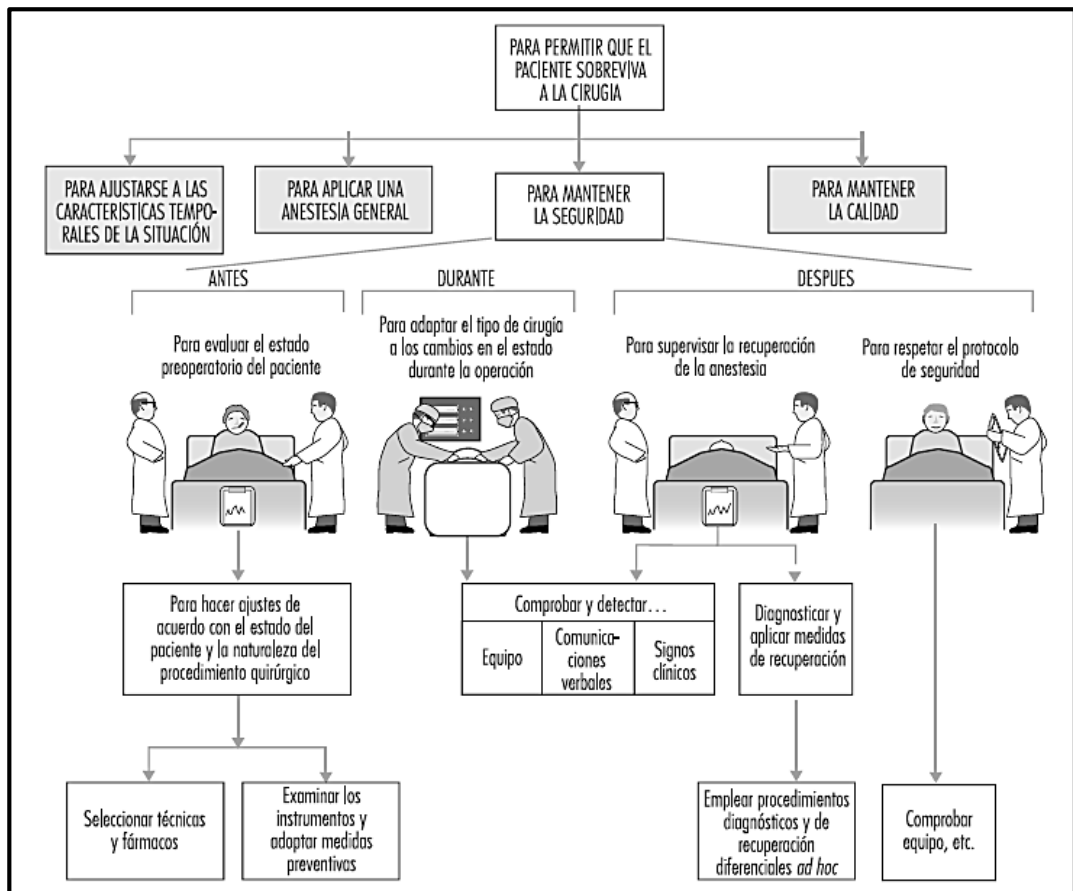 PARA PERMITIR QUE EL
PACIENTE SOBREVIVA
A LA CIRUGIA
PARA AJUSTARSE A LAS
CARACTERÍSTICAS TEMPO-
RALES DE LA SITUACIÓN
PARA APLICAR UNA
ANESTESIA GENERAL
PARA MANTENER
LA SEGURIDAD
PARA MANTENER
LA CALIDAD
ANTES
DURANTE
DESPUES
Para evaluar el estado
preoperatorio del paciente
Para adaptar el tipo de cirugía
a los cambios en el estado
durante la operación
Para supervisar la recuperación
de la anestesia
Para respetar el protocolo
de seguridad
Para hacer ajustes de
acuerdo con el estado del
paciente y la naturaleza del
procedimiento quirúrgico
Comprobar y detectar...
Equipo
Comunica-
ciones
verbales
Signos
clínicos
Diagnosticar y
aplicar medidas
de recuperación
Seleccionar técnicas
y fármacos
Examinar los
instrumentos y
adoptar medidas
preventivas
Emplear procedimientos
diagnósticos y de
recuperación
diferenciales ad hoc
Comprobar
equipo, etc.